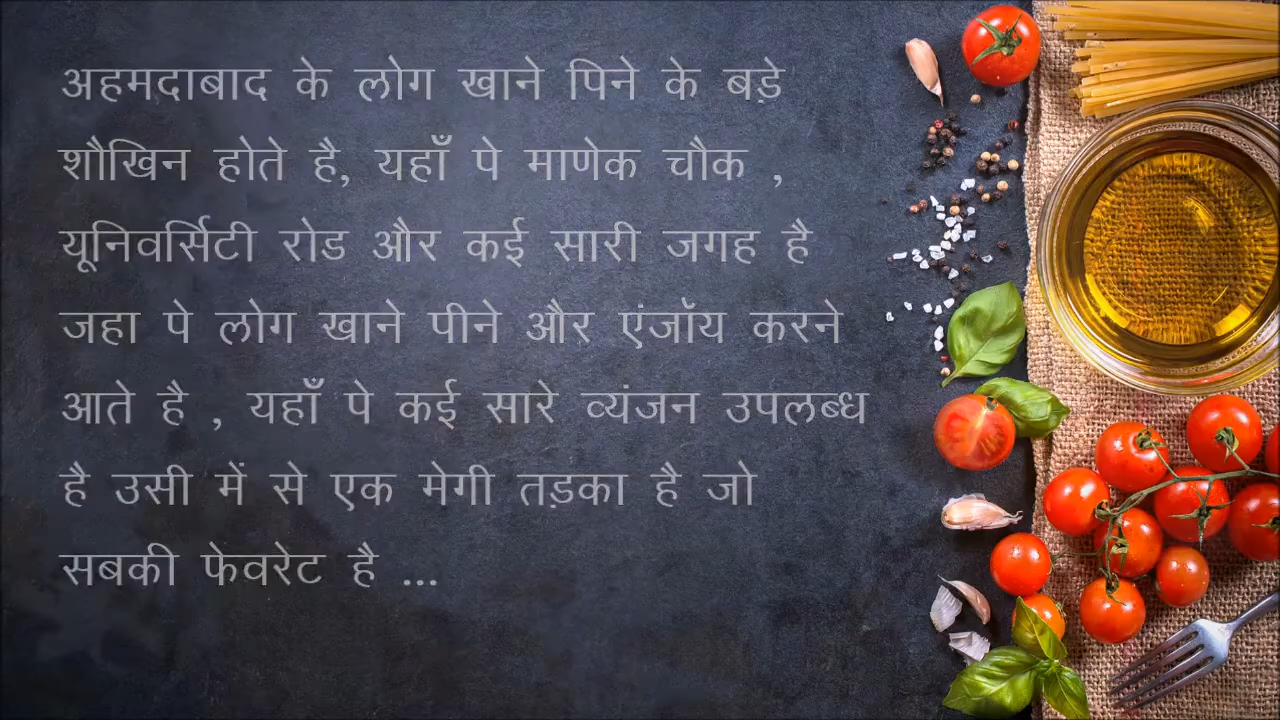 अहमदाबाद के लोग खाने पिने के बड़े
शौखिन होते है, यहाँ पे माणेक चौक ,
यूनिवर्सिटी रोड और कई सारी जगह है
जहा पे लोग खाने पीने और एंजॉय करने
आते है , यहाँ पे कई सारे व्यंजन उपलब्ध
है उसी में से एक मेगी तड़का है जो
सबकी फेवरेट है ...